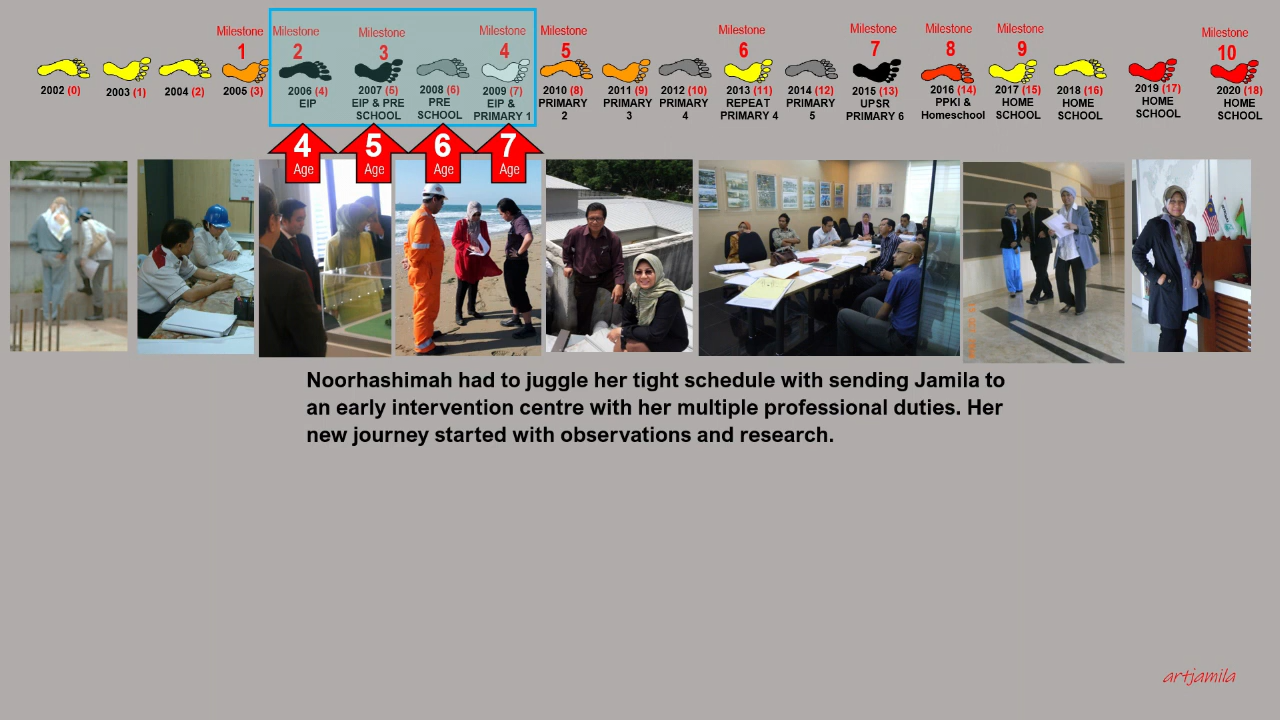 Milestone Milestone Milestone Milestone Milestone Milestone Milestone Milestone Milestone Milestone
1 2 3 4 5 6 7 8 9 10
2002 (0) 2003 (1) 2004 (2) 2005 (3) 2006 (4) 2007 (5) 2008 (6) 2009 (7) 2010 (8) 2011 (9) 2012 (10) 2013 (11) 2014 (12) 2015 (13) 2016 (14) 2017 (15) 2018 (16) 2019 (17) 2020 (18)
EIP EIP & PRE PRE EIP & PRIMARY PRIMARY PRIMARY REPEAT PRIMARY UPSR PPKI & HOME HOME HOME HOME
SCHOOL SCHOOL PRIMARY 1 2 3 4 PRIMARY 4 5 PRIMARY 6 Homeschool SCHOOL SCHOOL SCHOOL SCHOOL
4 5 6 7
Age Age Age Age
Noorhashimah had to juggle her tight schedule with sending Jamila to
an early intervention centre with her multiple professional duties. Her
new journey started with observations and research.
artjamila